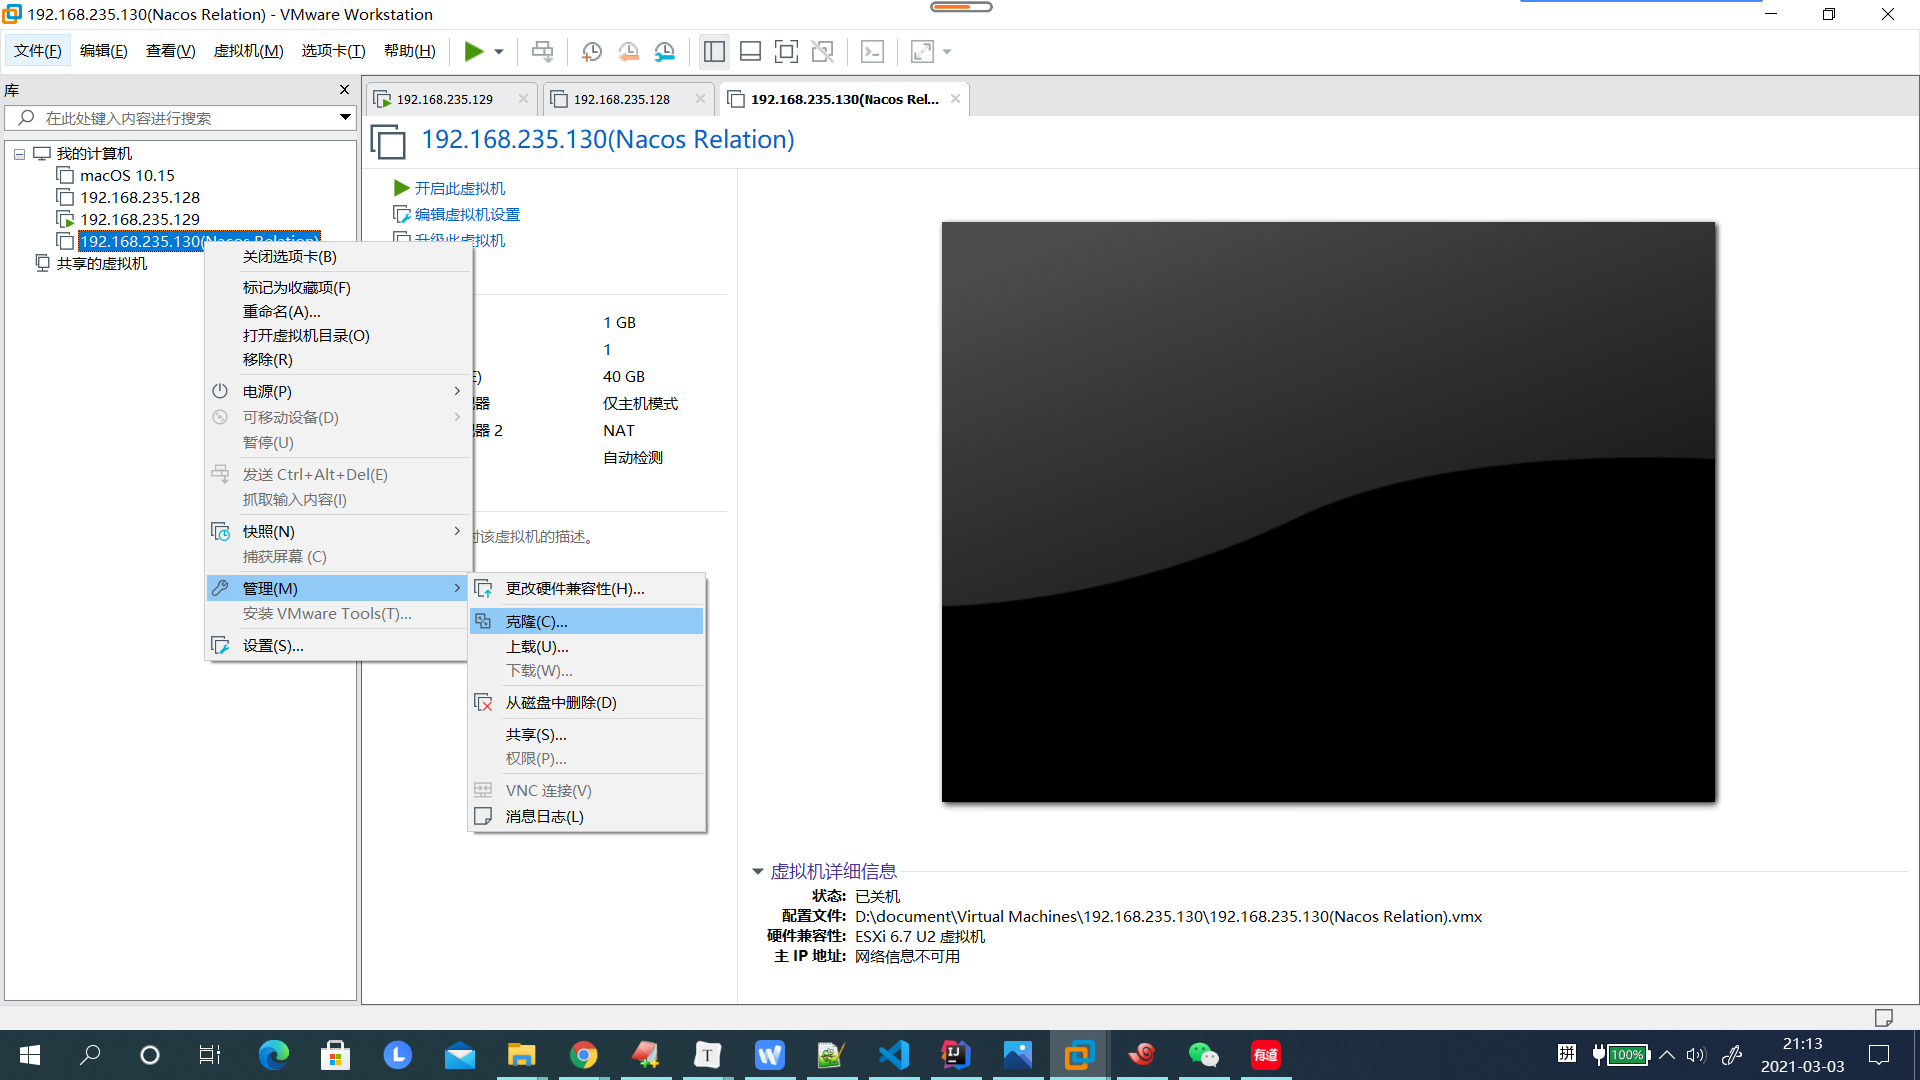 192.168.235.130(Nacos Relation) - VMware Workstation
文件(F) 编辑(E) 查看(V) 虚拟机(M) 选项卡(T) 帮助(H)
库
在此处键入内容进行搜索
我的计算机
macOS 10.15
192.168.235.128
192.168.235.129
192.168.235.130(Nacos Relation)
共享的虚拟机
192.168.235.129
192.168.235.128
192.168.235.130(Nacos Rel...
192.168.235.130(Nacos Relation)
开启此虚拟机
编辑虚拟机设置
升级此虚拟机
1 GB
1
E)
40 GB
器
仅主机模式
器 2
NAT
自动检测
对该虚拟机的描述。
关闭选项卡(B)
标记为收藏项(F)
重命名(A)...
打开虚拟机目录(O)
移除(R)
电源(P)
可移动设备(D)
暂停(U)
发送 Ctrl+Alt+Del(E)
抓取输入内容(I)
快照(N)
捕获屏幕 (C)
管理(M)
安装 VMware Tools(T)...
设置(S)...
更改硬件兼容性(H)...
克隆(C)...
上载(U)...
下载(W)...
从磁盘中删除(D)
共享(S)...
权限(P)...
VNC 连接(V)
消息日志(L)
虚拟机详细信息
状态: 已关机
配置文件: D:\document\Virtual Machines\192.168.235.130\192.168.235.130(Nacos Relation).vmx
硬件兼容性: ESXi 6.7 U2 虚拟机
主 IP 地址: 网络信息不可用
L
T
W
IJ
有道
拼
100%
21:13
2021-03-03